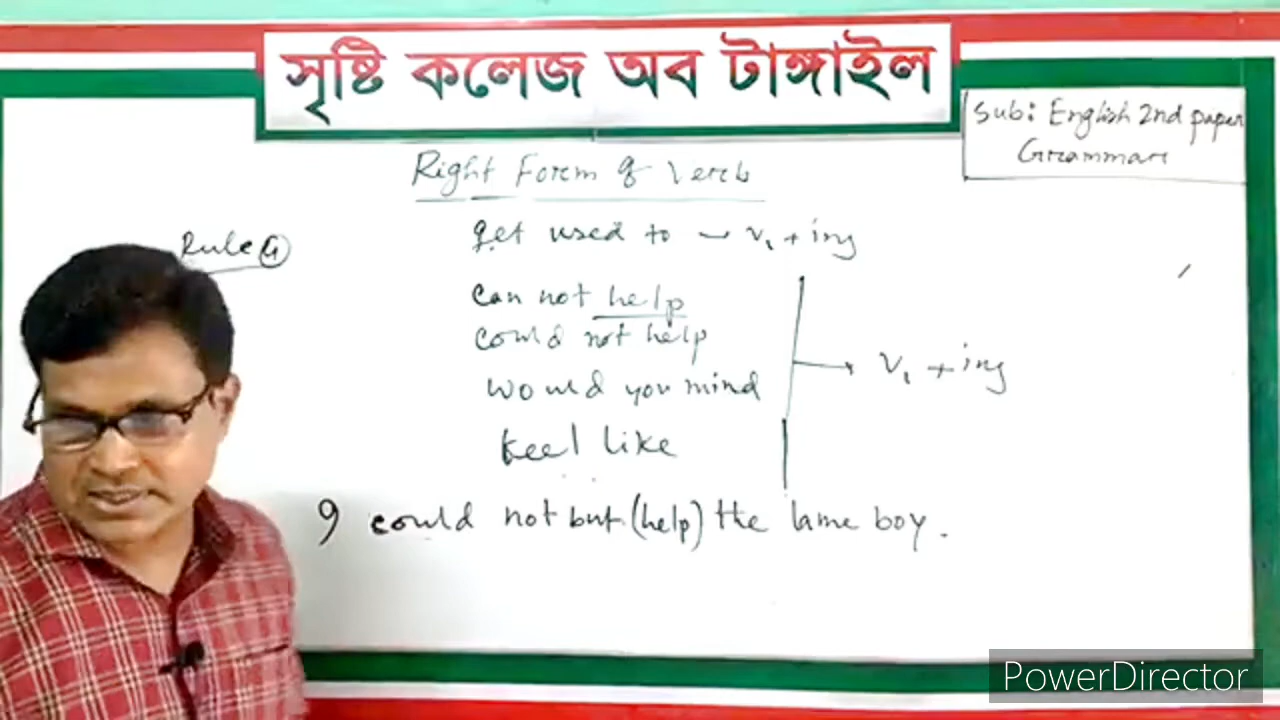 সৃষ্টি কলেজ অব টাঙ্গাইল
Sub: English 2nd paper
Grammar
Right Form of Verb
Rule 4
get used to → v₁ + ing
can not help
could not help
would you mind
feel like
→ v₁ + ing
I could not but (help) the lame boy.
PowerDirector